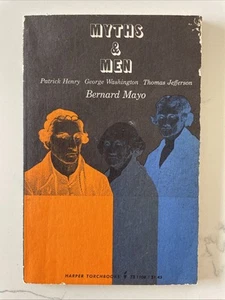 MYTHS
&
MEN
Patrick Henry George Washington Thomas Jefferson
Bernard Mayo
HARPER TORCHBOOKS